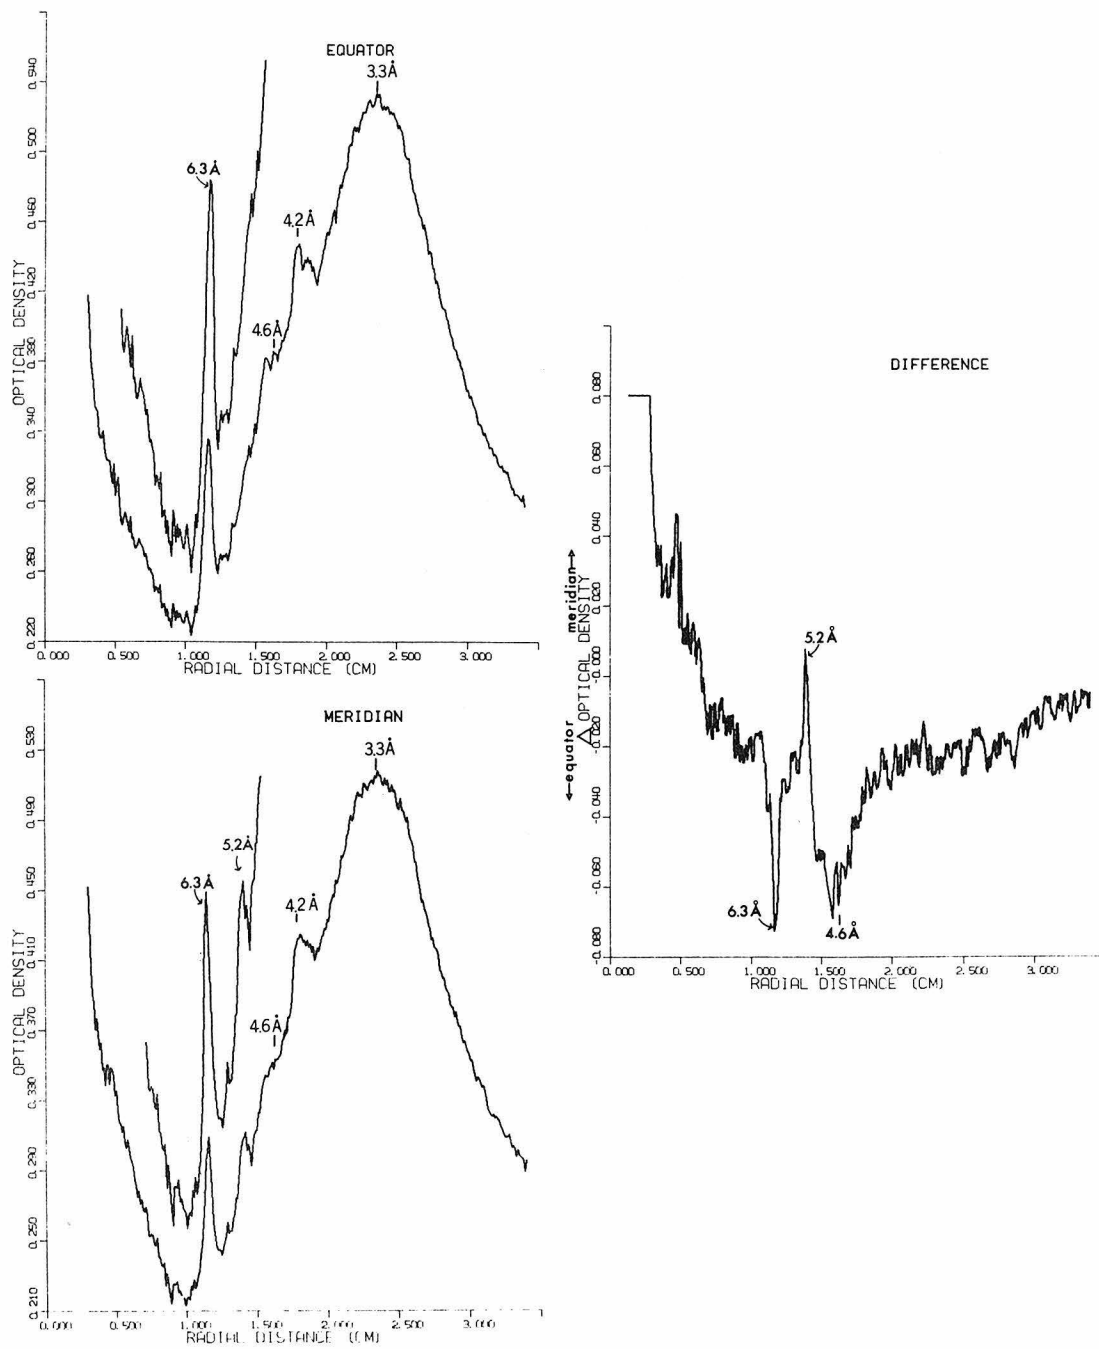 EQUATOR
3.3Å
6.3Å
4.2Å
4.6Å
OPTICAL DENSITY
0.540
0.500
0.460
0.420
0.380
0.340
0.300
0.260
0.220
0.000 0.500 1.000 1.500 2.000 2.500 3.000
RADIAL DISTANCE (CM)
MERIDIAN
3.3Å
5.2Å
6.3Å
4.2Å
4.6Å
OPTICAL DENSITY
0.530
0.490
0.450
0.410
0.370
0.330
0.290
0.250
0.210
0.000 0.500 1.000 1.500 2.000 2.500 3.000
RADIAL DISTANCE (CM)
DIFFERENCE
5.2Å
6.3Å
4.6Å
←equator meridian→
△OPTICAL DENSITY
0.080
0.060
0.040
0.020
-0.000
-0.020
-0.040
-0.060
-0.080
0.000 0.500 1.000 1.500 2.000 2.500 3.000
RADIAL DISTANCE (CM)